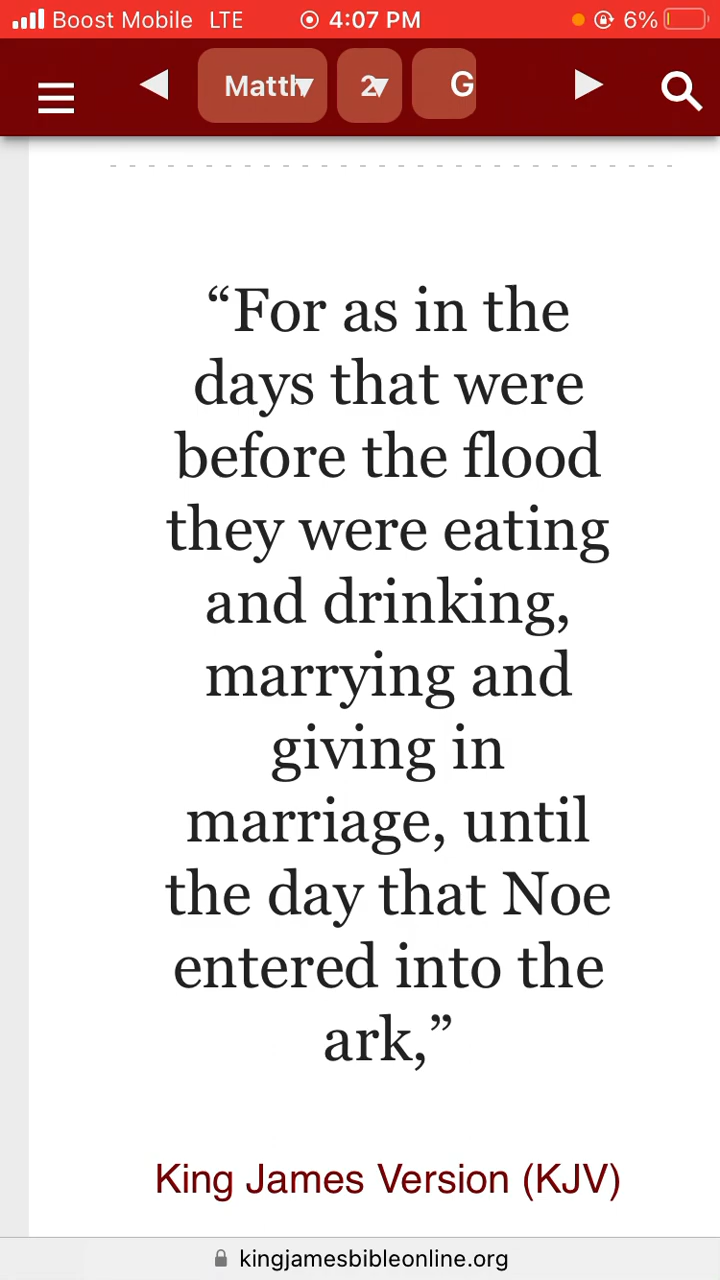 Boost Mobile LTE 4:07 PM 6%
Matth 2 G
“For as in the
days that were
before the flood
they were eating
and drinking,
marrying and
giving in
marriage, until
the day that Noe
entered into the
ark,”
King James Version (KJV)
kingjamesbibleonline.org